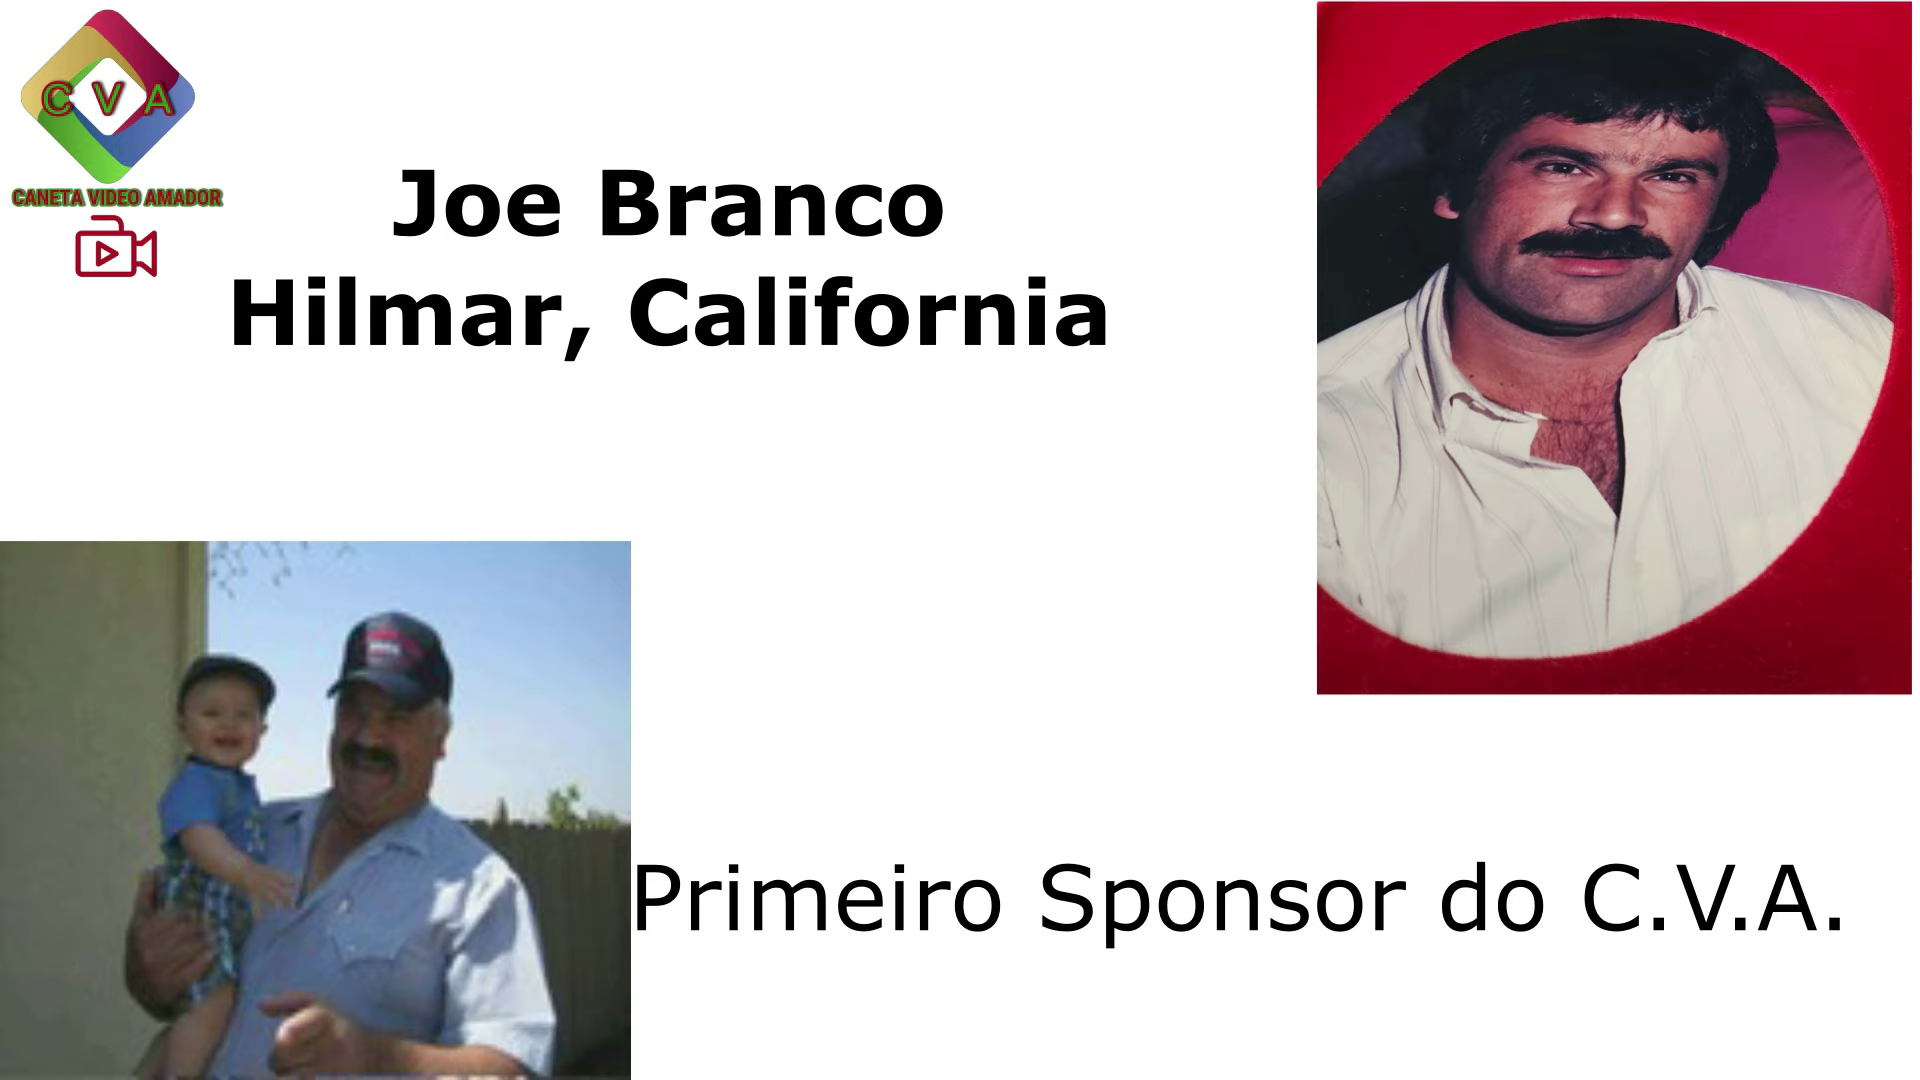 C V A
CANETA VIDEO AMADOR
Joe Branco
Hilmar, California
Primeiro Sponsor do C.V.A.